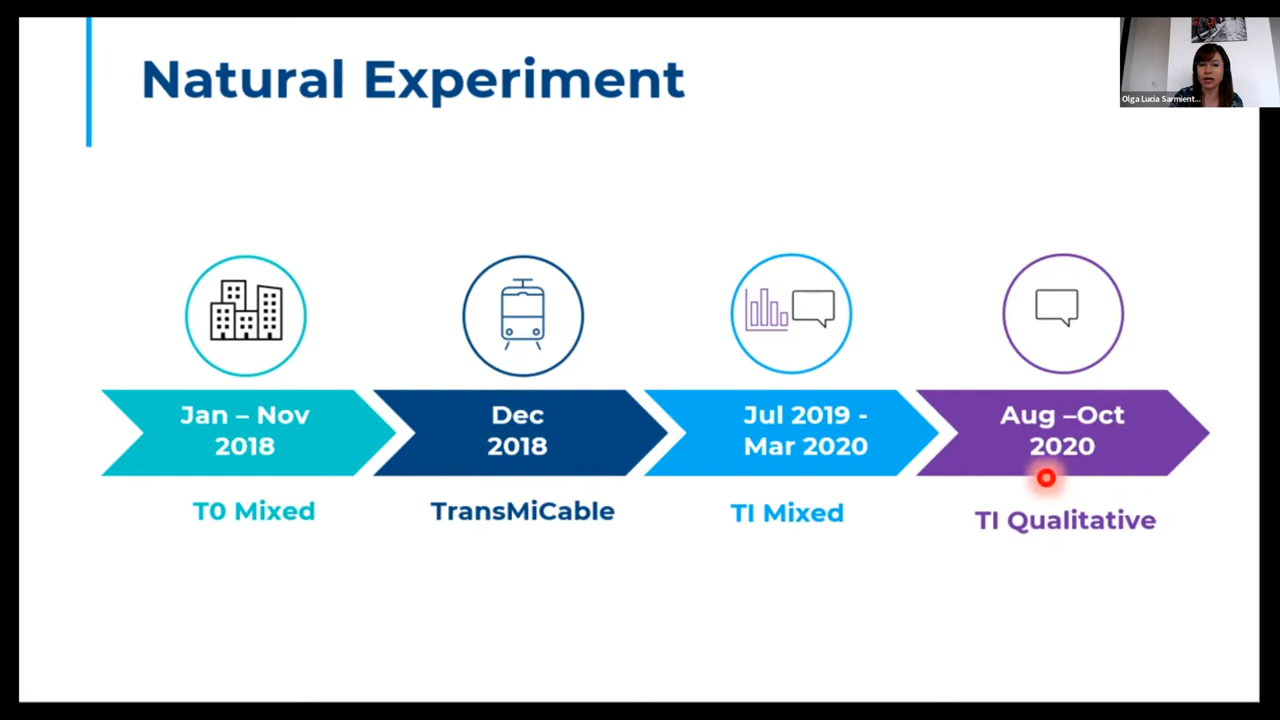 Natural Experiment
Olga Lucia Sarmient...
Jan – Nov
2018
Dec
2018
Jul 2019 -
Mar 2020
Aug –Oct
2020
T0 Mixed
TransMiCable
TI Mixed
TI Qualitative